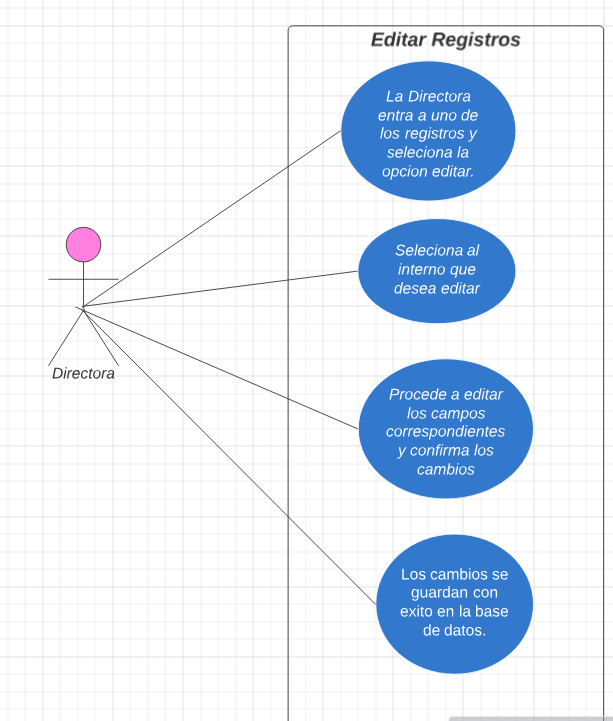 Editar Registros
La Directora
entra a uno de
los registros y
seleciona la
opcion editar.
Seleciona al
interno que
desea editar
Directora
Procede a editar
los campos
correspondientes
y confirma los
cambios
Los cambios se
guardan con
exito en la base
de datos.